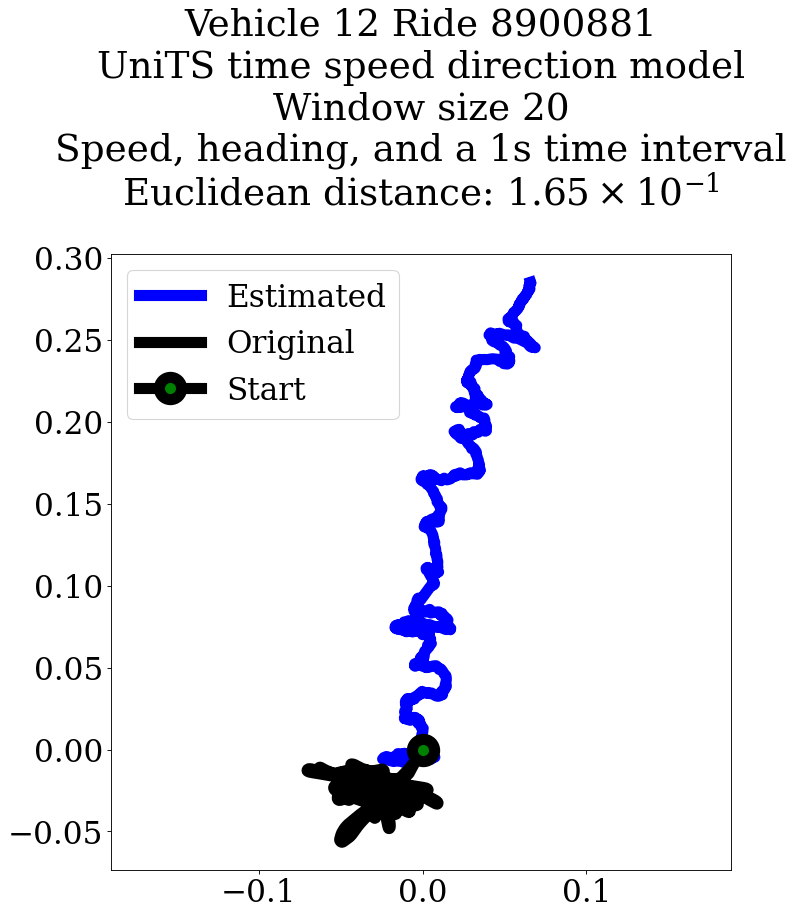 Vehicle 12 Ride 8900881
UniTS time speed direction model
Window size 20
Speed, heading, and a 1s time interval
Euclidean distance: 1.65 × 10⁻¹
0.30
0.25
0.20
0.15
0.10
0.05
0.00
−0.05
Estimated
Original
Start
−0.1
0.0
0.1